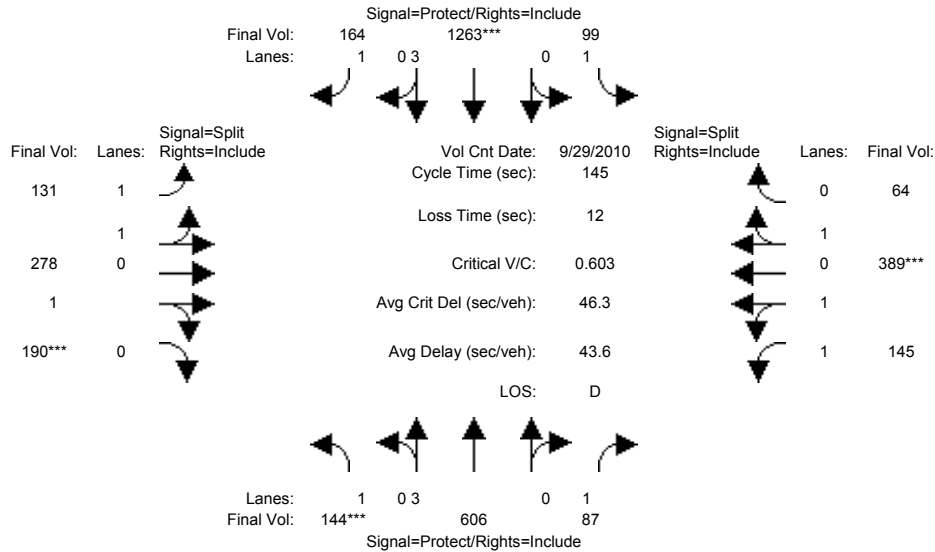 Signal=Protect/Rights=Include
Final Vol: 164 1263*** 99
Lanes: 1 0 3 0 1
Signal=Split Signal=Split
Final Vol: Lanes: Rights=Include Vol Cnt Date: 9/29/2010 Rights=Include Lanes: Final Vol:
Cycle Time (sec): 145
131 1 0 64
Loss Time (sec): 12
1 1
278 0 Critical V/C: 0.603 0 389***
1 Avg Crit Del (sec/veh): 46.3 1
190*** 0 Avg Delay (sec/veh): 43.6 1 145
LOS: D
Lanes: 1 0 3 0 1
Final Vol: 144*** 606 87
Signal=Protect/Rights=Include